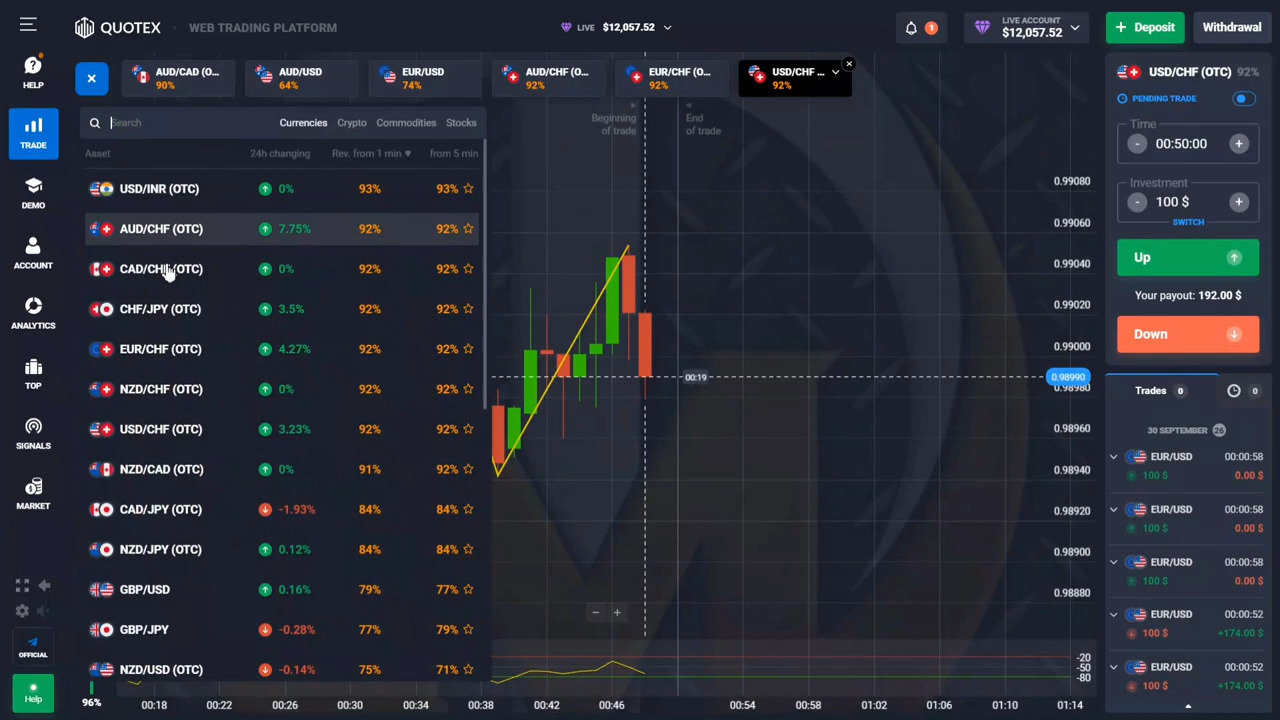 QUOTEX
WEB TRADING PLATFORM
LIVE $12,057.52
1
LIVE ACCOUNT
$12,057.52
+ Deposit
Withdrawal
HELP
TRADE
DEMO
ACCOUNT
ANALYTICS
TOP
SIGNALS
MARKET
OFFICIAL
Help
AUD/CAD (O...
90%
AUD/USD
64%
EUR/USD
74%
AUD/CHF (O...
92%
EUR/CHF (O...
92%
USD/CHF ...
92%
Search
Currencies Crypto Commodities Stocks
Asset 24h changing Rev. from 1 min from 5 min
USD/INR (OTC) 0% 93% 93%
AUD/CHF (OTC) 7.75% 92% 92%
CAD/CHF (OTC) 0% 92% 92%
CHF/JPY (OTC) 3.5% 92% 92%
EUR/CHF (OTC) 4.27% 92% 92%
NZD/CHF (OTC) 0% 92% 92%
USD/CHF (OTC) 3.23% 92% 92%
NZD/CAD (OTC) 0% 91% 92%
CAD/JPY (OTC) -1.93% 84% 84%
NZD/JPY (OTC) 0.12% 84% 84%
GBP/USD 0.16% 79% 77%
GBP/JPY -0.28% 77% 79%
NZD/USD (OTC) -0.14% 75% 71%
96%
Beginning
of trade
End
of trade
00:19
0.99080
0.99060
0.99040
0.99020
0.99000
0.98990
0.98980
0.98960
0.98940
0.98920
0.98900
0.98880
-20
-50
-80
00:18 00:22 00:26 00:30 00:34 00:38 00:42 00:46 00:54 00:58 01:02 01:06 01:10 01:14
USD/CHF (OTC) 92%
PENDING TRADE
Time
- 00:50:00 +
Investment
- 100 $ +
SWITCH
Up
Your payout: 192.00 $
Down
Trades 0 0
30 SEPTEMBER 26
EUR/USD 00:00:58
100 $ 0.00 $
EUR/USD 00:00:58
100 $ 0.00 $
EUR/USD 00:00:58
100 $ 0.00 $
EUR/USD 00:00:52
100 $ +174.00 $
EUR/USD 00:00:52
100 $ +174.00 $